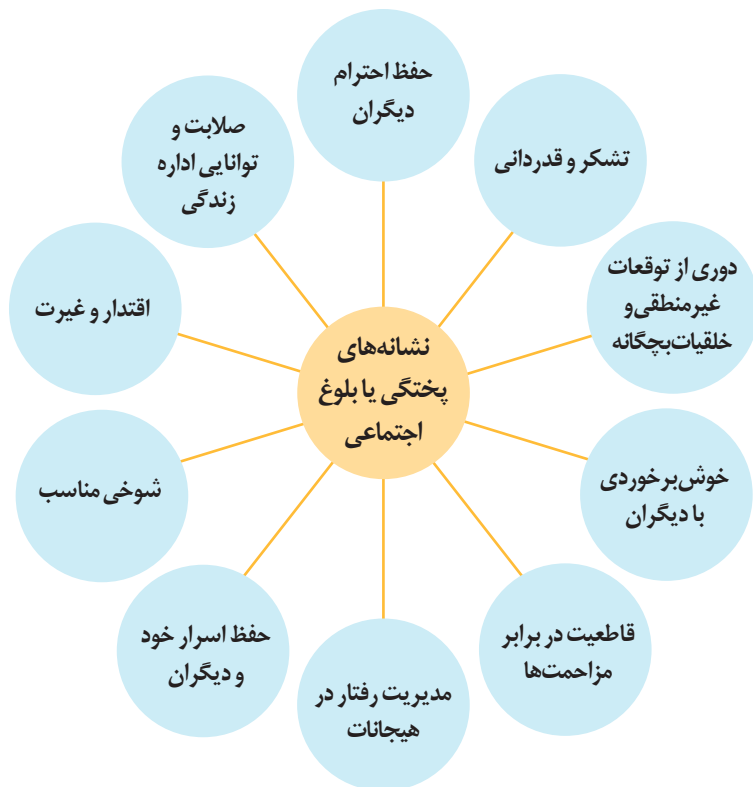 نشانه‌های
پختگی یا بلوغ
اجتماعی
حفظ احترام
دیگران
تشکر و قدردانی
دوری از توقعات
غیرمنطقی و
خلقیات‌بچگانه
خوش‌برخوردی
با دیگران
قاطعیت در برابر
مزاحمت‌ها
مدیریت رفتار در
هیجانات
حفظ اسرار خود
و دیگران
شوخی مناسب
اقتدار و غیرت
صلابت و
توانایی اداره
زندگی